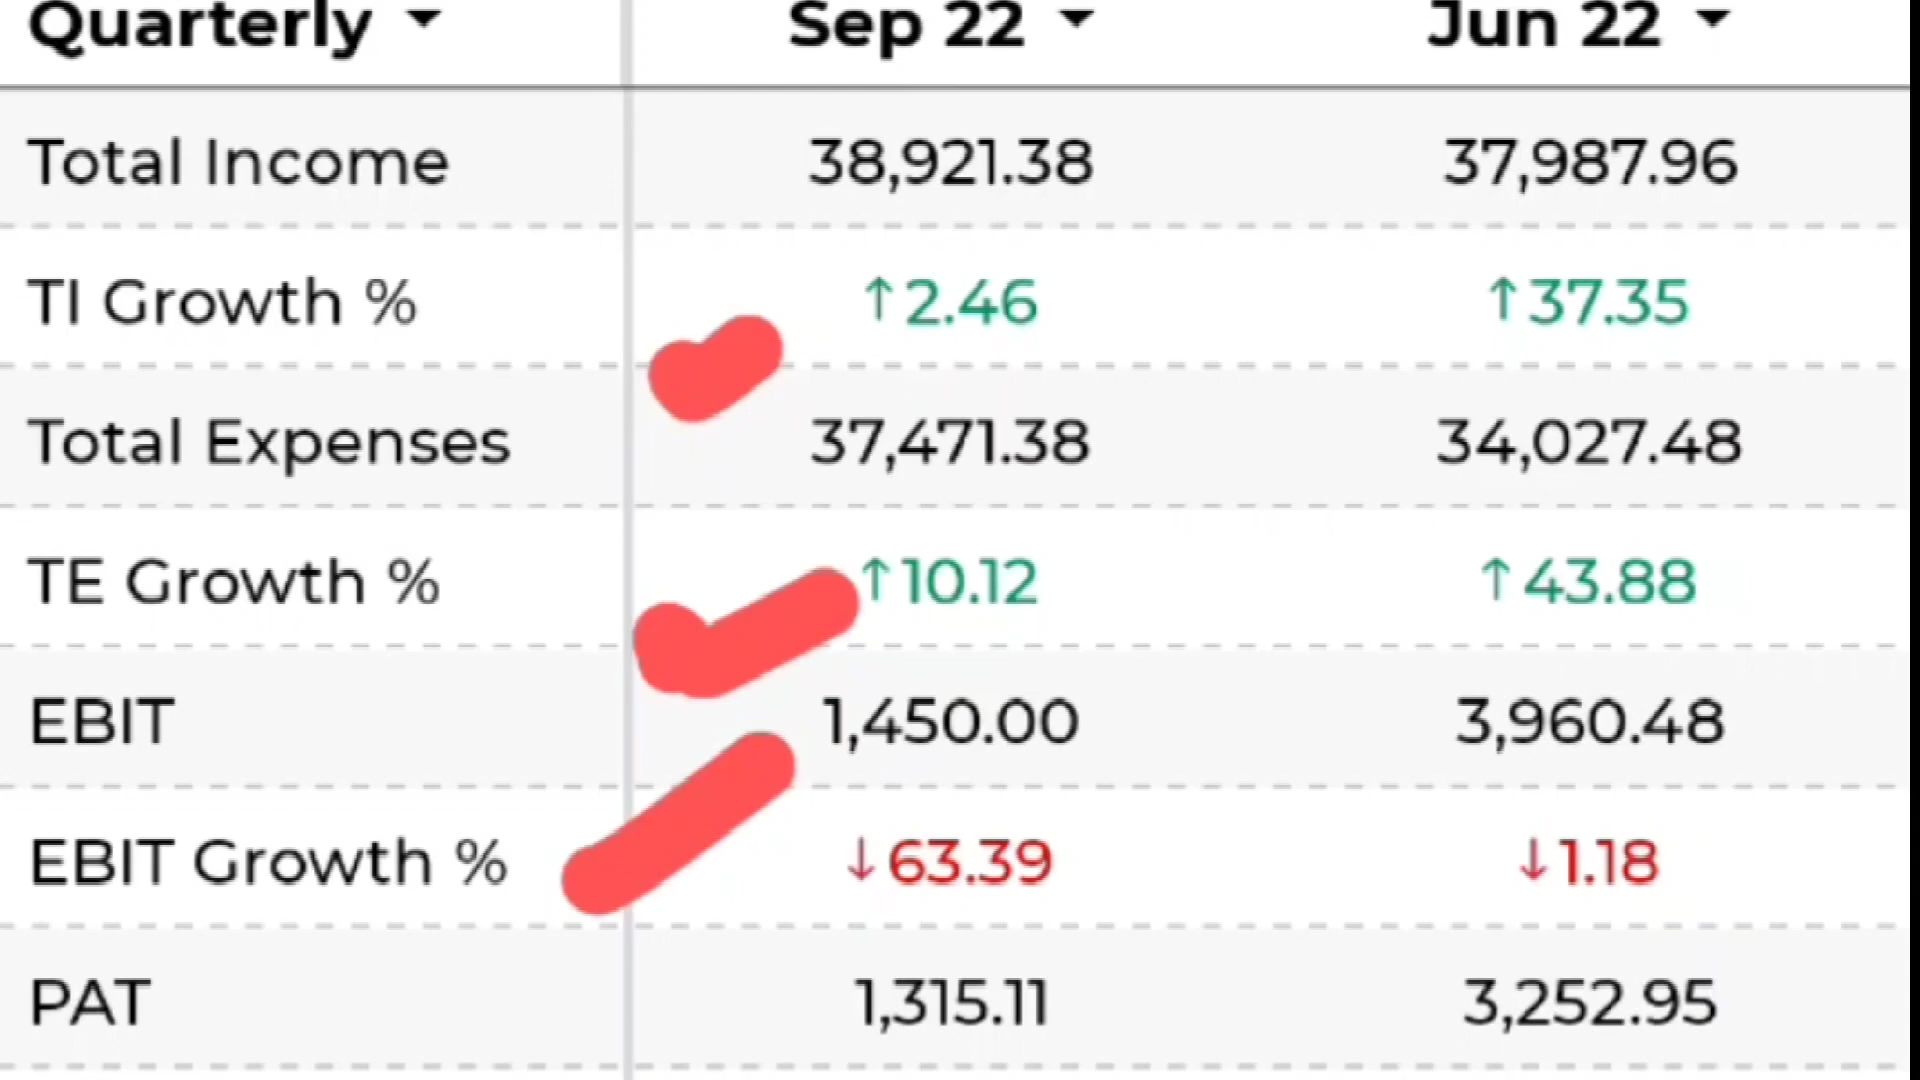 Quarterly Sep 22 Jun 22
Total Income 38,921.38 37,987.96
TI Growth % ↑2.46 ↑37.35
Total Expenses 37,471.38 34,027.48
TE Growth % ↑10.12 ↑43.88
EBIT 1,450.00 3,960.48
EBIT Growth % ↓63.39 ↓1.18
PAT 1,315.11 3,252.95